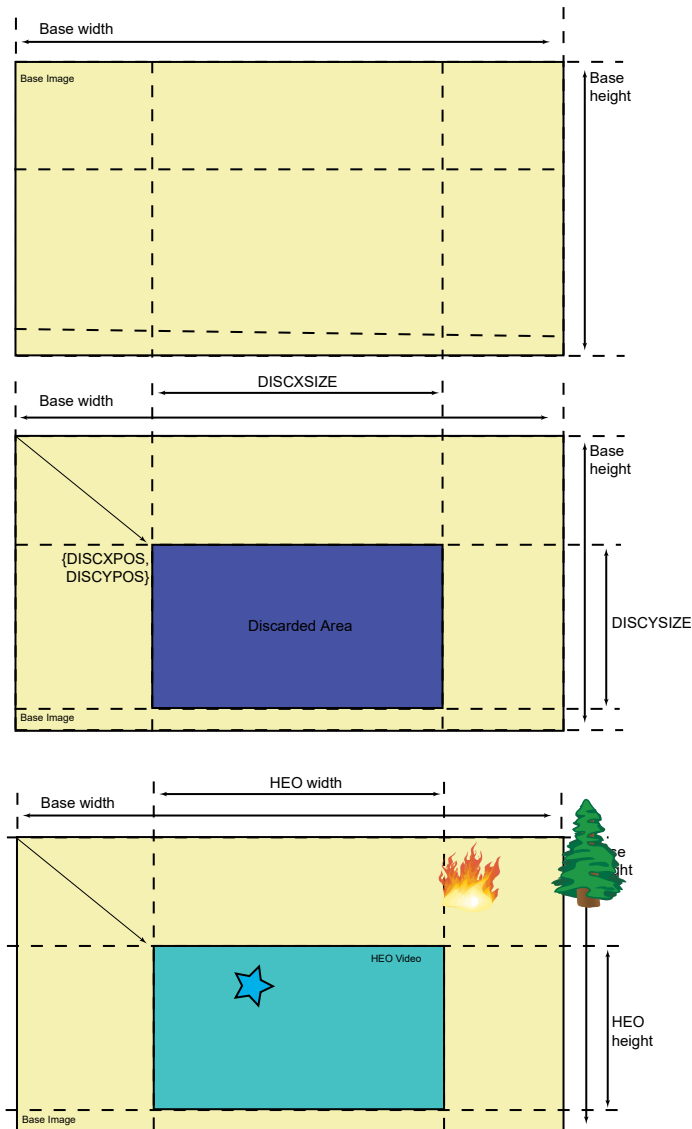 Base width
Base Image
Base
height
DISCXSIZE
Base width
Base
height
{DISCXPOS,
DISCYPOS}
Discarded Area
DISCYSIZE
Base Image
HEO width
Base width
HEO Video
HEO
height
Base Image